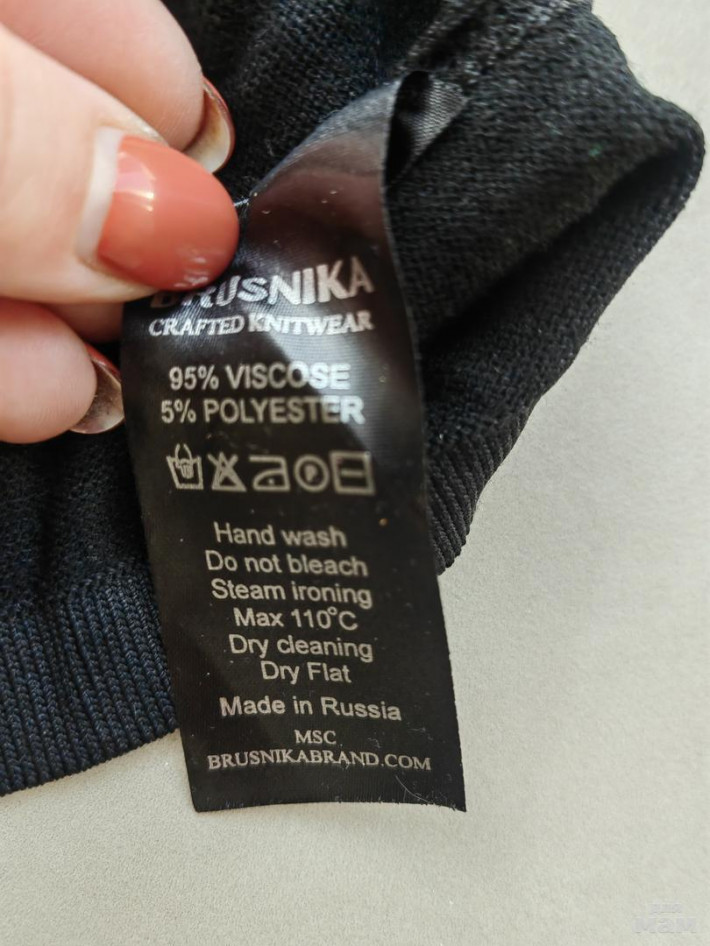 BRUSNIKA
CRAFTED KNITWEAR
95% VISCOSE
5% POLYESTER
P
Hand wash
Do not bleach
Steam ironing
Max 110°C
Dry cleaning
Dry Flat
Made in Russia
MSC
BRUSNIKABRAND.COM